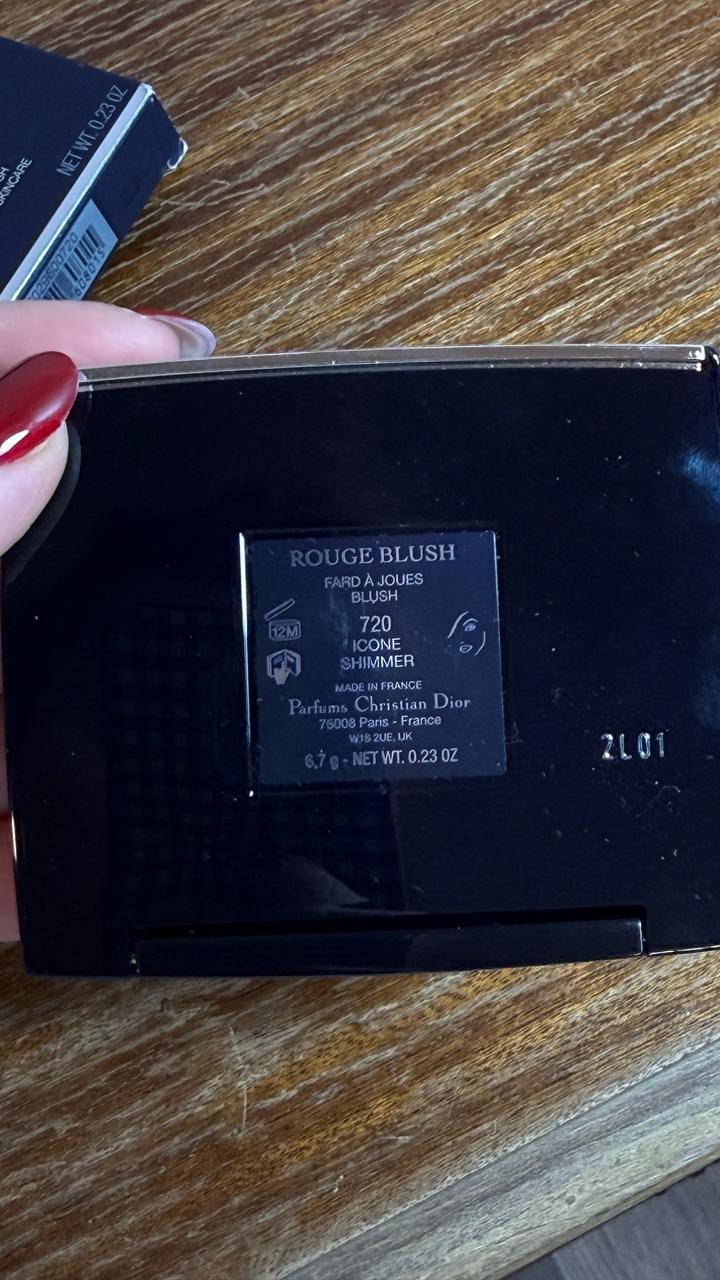 NET WT. 0.23 OZ
SKINCARE
ROUGE BLUSH
FARD À JOUES
BLUSH
12M
720
ICONE
SHIMMER
MADE IN FRANCE
Parfums Christian Dior
75008 Paris - France
W1S 2UE, UK
6,7 g - NET WT. 0.23 OZ
2L01